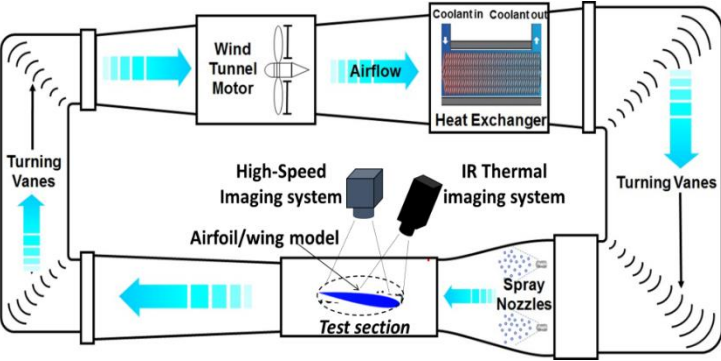 Wind
Tunnel
Motor
Airflow
Coolant in Coolant out
Heat Exchanger
Turning
Vanes
High-Speed
Imaging system
IR Thermal
imaging system
Turning Vanes
Airfoil/wing model
Spray
Nozzles
Test section